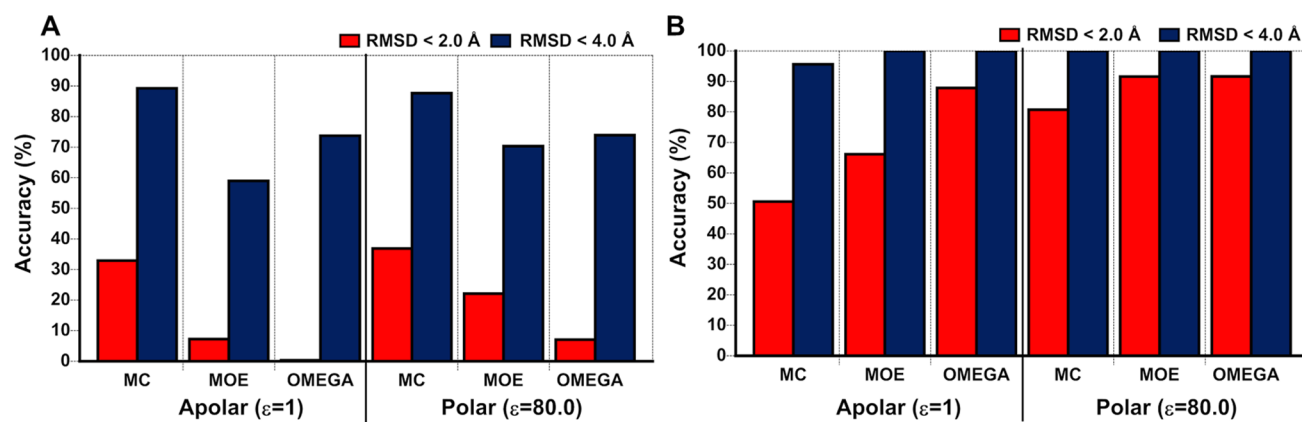 A
RMSD < 2.0 Å RMSD < 4.0 Å
Accuracy (%)
100
90
80
70
60
50
40
30
20
10
0
MC MOE OMEGA MC MOE OMEGA
Apolar (ε=1) Polar (ε=80.0)
B
RMSD < 2.0 Å RMSD < 4.0 Å
Accuracy (%)
100
90
80
70
60
50
40
30
20
10
0
MC MOE OMEGA MC MOE OMEGA
Apolar (ε=1) Polar (ε=80.0)